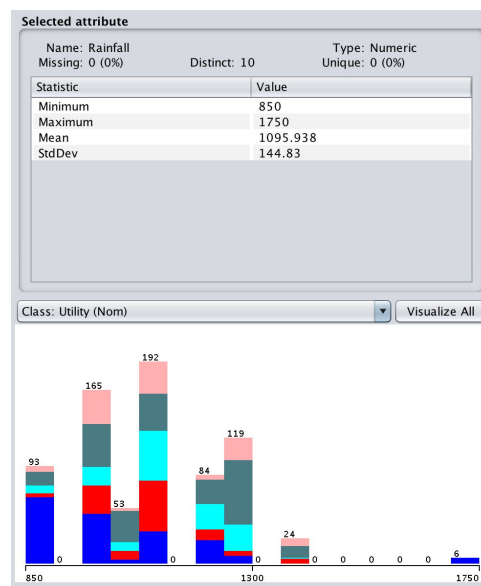 Selected attribute
Name: Rainfall Type: Numeric
Missing: 0 (0%) Distinct: 10 Unique: 0 (0%)
Statistic Value
Minimum 850
Maximum 1750
Mean 1095.938
StdDev 144.83
Class: Utility (Nom) Visualize All
192
165
119
93
84
53
24
0 0 0 0 0 0 0 0 0 6
850 1300 1750